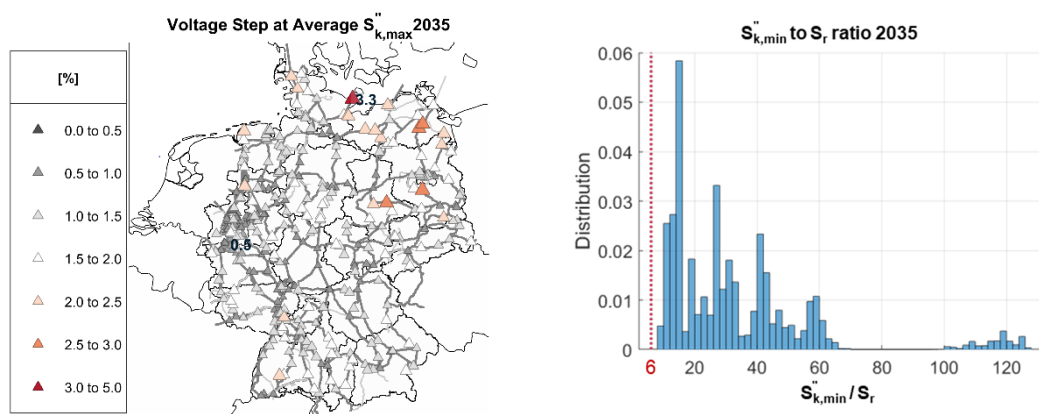 Voltage Step at Average S''k,max 2035
[%]
0.0 to 0.5
0.5 to 1.0
1.0 to 1.5
1.5 to 2.0
2.0 to 2.5
2.5 to 3.0
3.0 to 5.0
3.3
0.5
S''k,min to Sr ratio 2035
Distribution
0.06
0.05
0.04
0.03
0.02
0.01
0
6
20
40
60
80
100
120
S''k,min / Sr